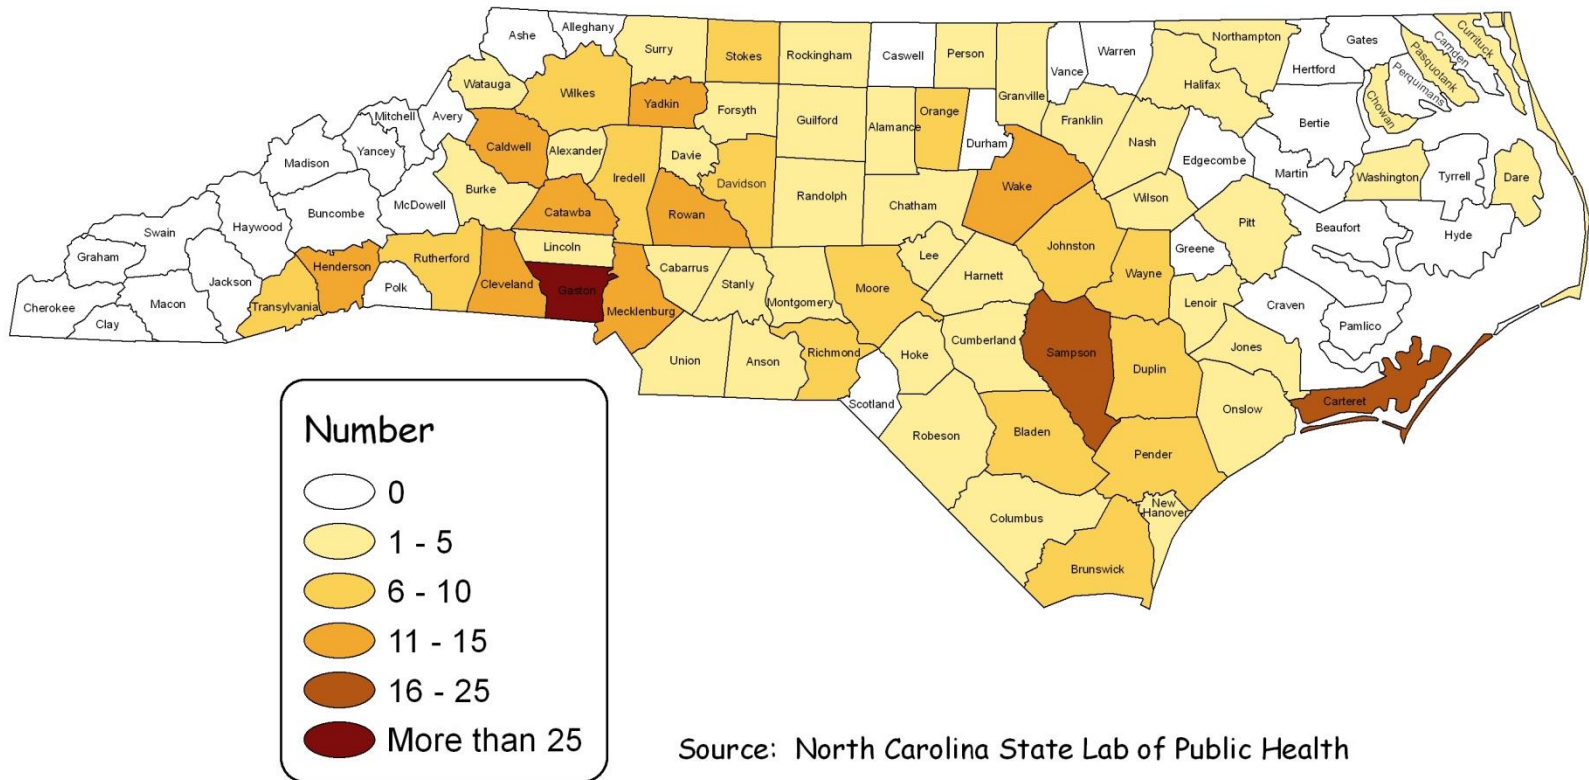 Ashe
Alleghany
Surry
Stokes
Rockingham
Caswell
Person
Granville
Vance
Warren
Northampton
Gates
Camden
Currituck
Pasquotank
Perquimans
Chowan
Hertford
Halifax
Watauga
Wilkes
Yadkin
Forsyth
Guilford
Alamance
Orange
Durham
Franklin
Nash
Edgecombe
Bertie
Martin
Washington
Tyrrell
Dare
Mitchell
Avery
Caldwell
Alexander
Davie
Iredell
Davidson
Yancey
Madison
Burke
McDowell
Buncombe
Catawba
Rowan
Randolph
Chatham
Wake
Wilson
Pitt
Beaufort
Hyde
Haywood
Swain
Graham
Jackson
Henderson
Rutherford
Cleveland
Lincoln
Gaston
Polk
Transylvania
Macon
Cherokee
Clay
Mecklenburg
Cabarrus
Stanly
Montgomery
Moore
Lee
Harnett
Johnston
Wayne
Greene
Lenoir
Craven
Pamlico
Jones
Union
Anson
Richmond
Hoke
Cumberland
Sampson
Duplin
Onslow
Carteret
Scotland
Robeson
Bladen
Pender
New
Hanover
Columbus
Brunswick
Number
0
1 - 5
6 - 10
11 - 15
16 - 25
More than 25
Source: North Carolina State Lab of Public Health